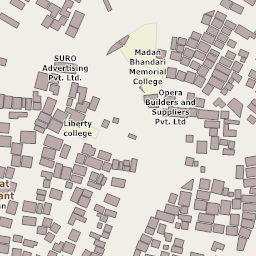 Madan
Bhandari
Memorial
College
SURO
Advertising
Pvt. Ltd.
Opera
Builders and
Suppliers
Pvt. Ltd
Liberty
college